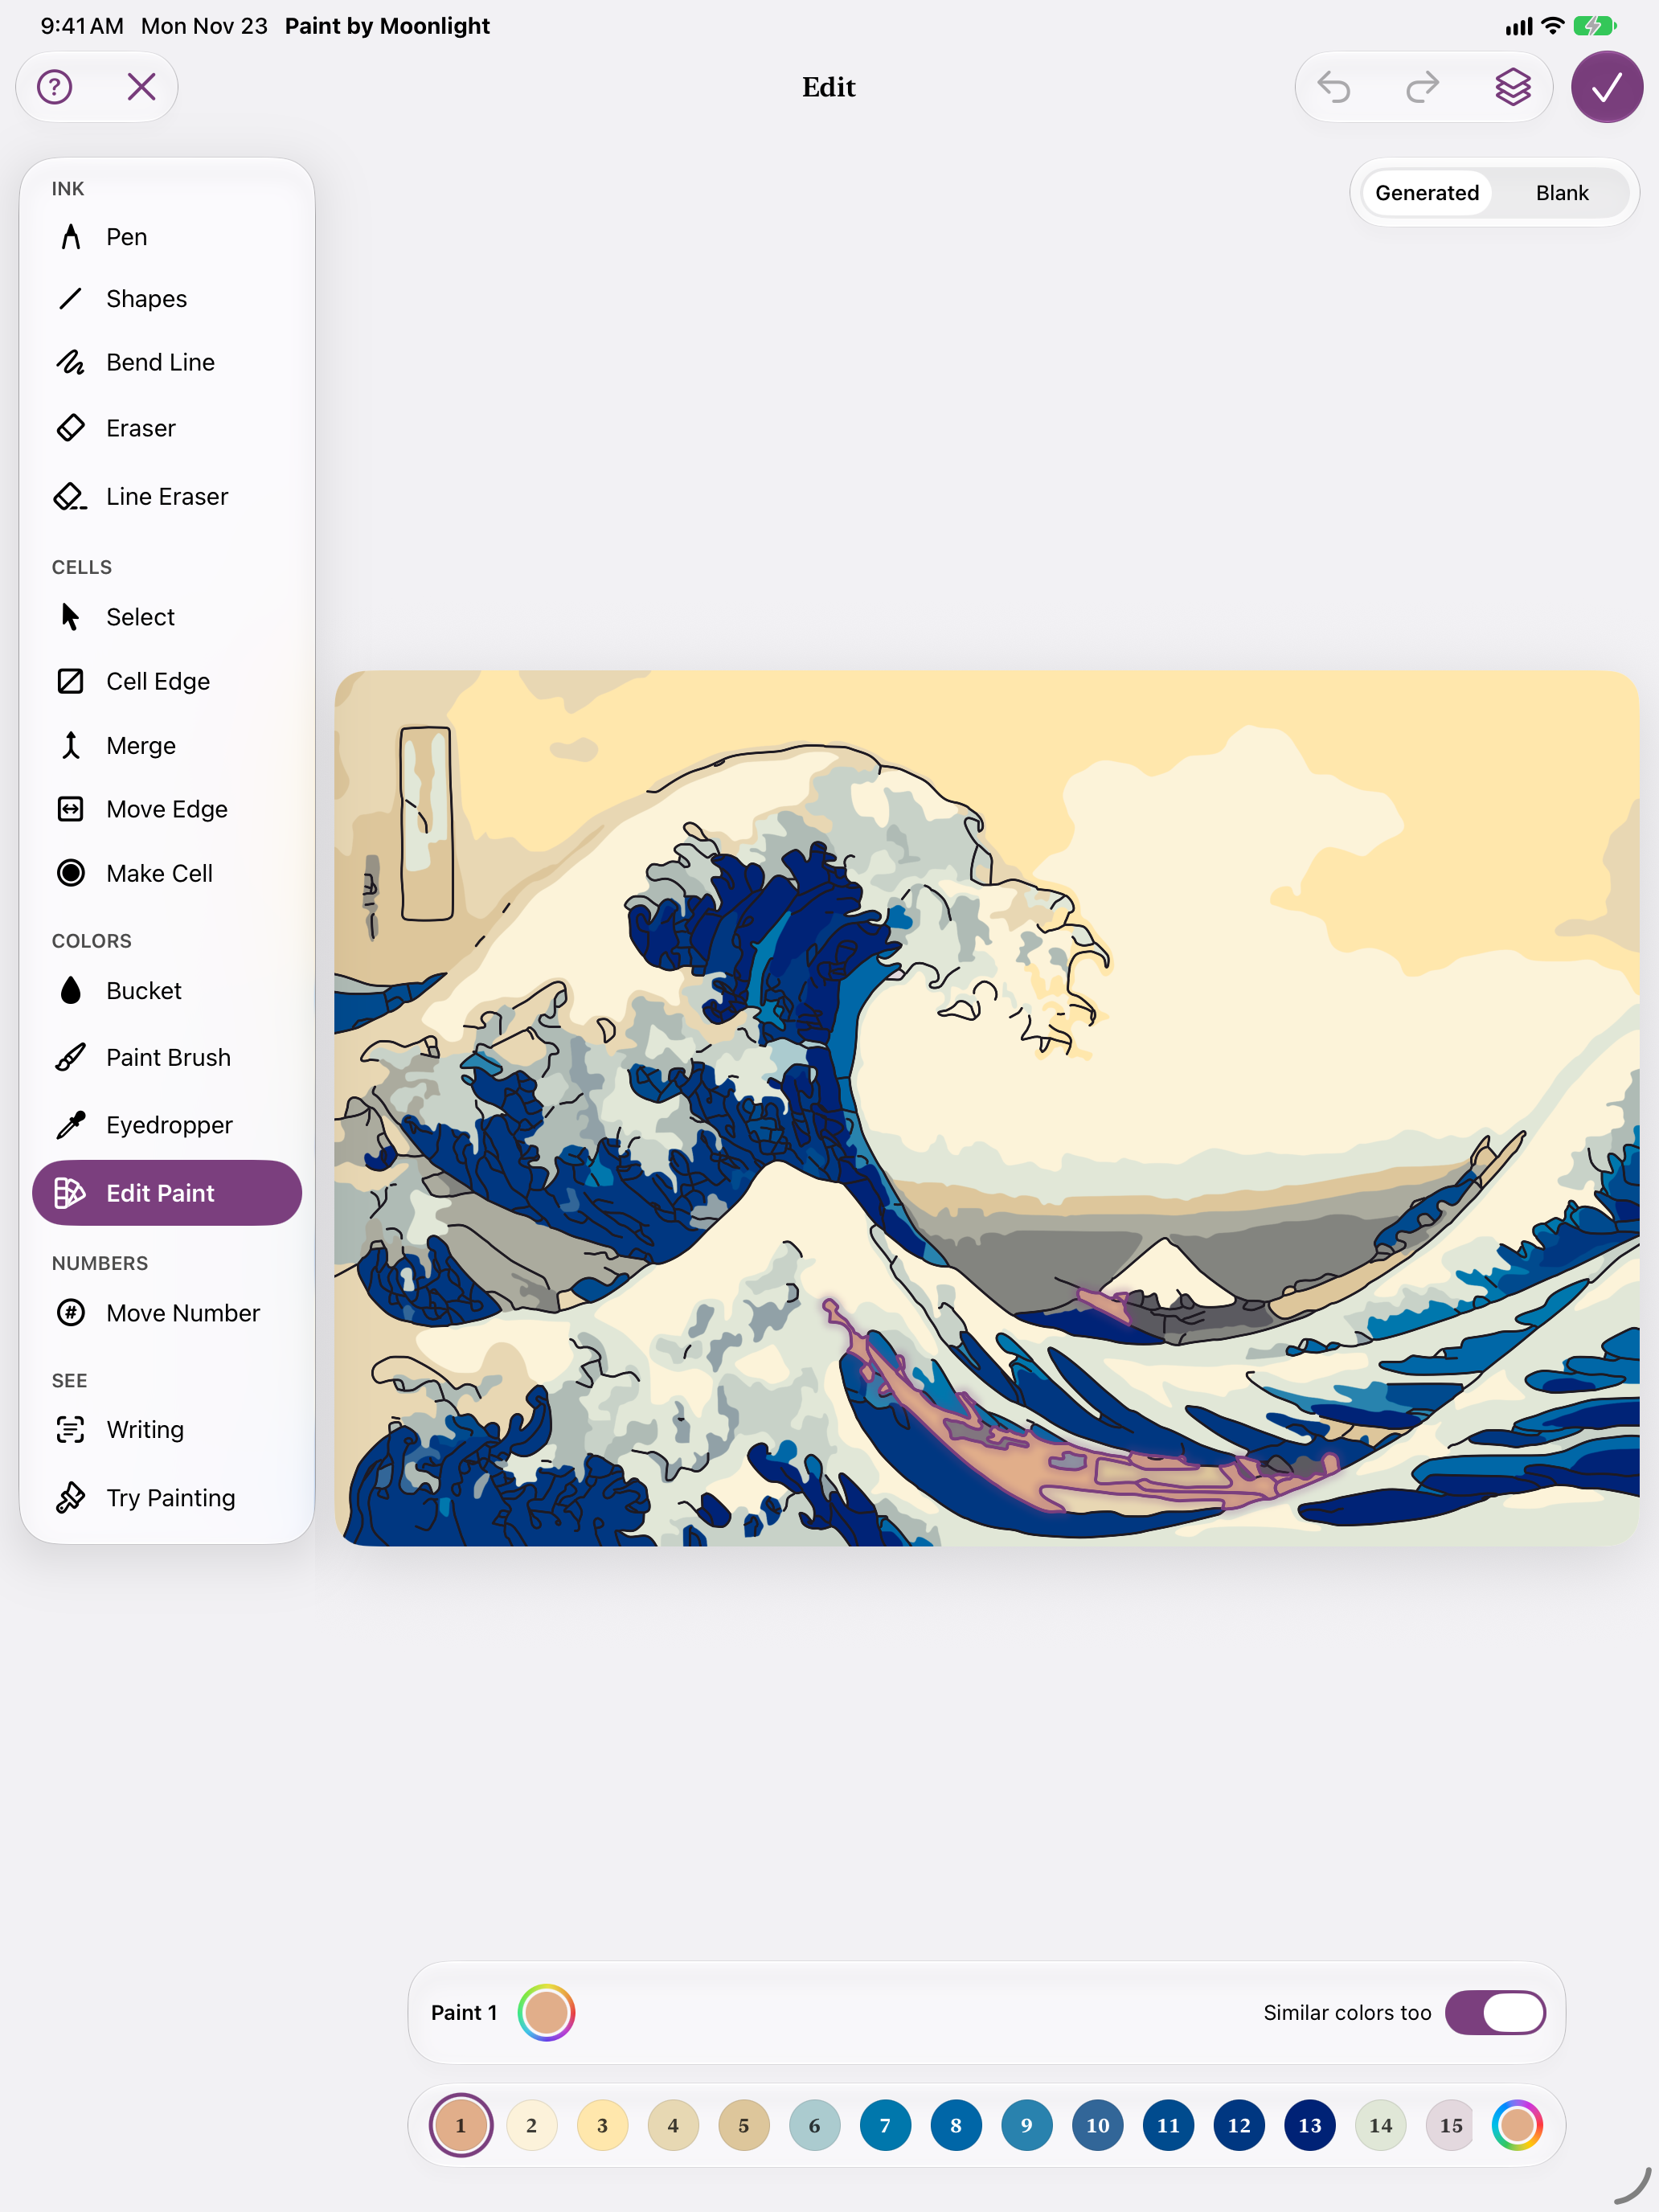 9:41 AM Mon Nov 23 Paint by Moonlight
Edit
Generated Blank
INK
Pen
Shapes
Bend Line
Eraser
Line Eraser
CELLS
Select
Cell Edge
Merge
Move Edge
Make Cell
COLORS
Bucket
Paint Brush
Eyedropper
Edit Paint
NUMBERS
Move Number
SEE
Writing
Try Painting
Paint 1 Similar colors too
1 2 3 4 5 6 7 8 9 10 11 12 13 14 15